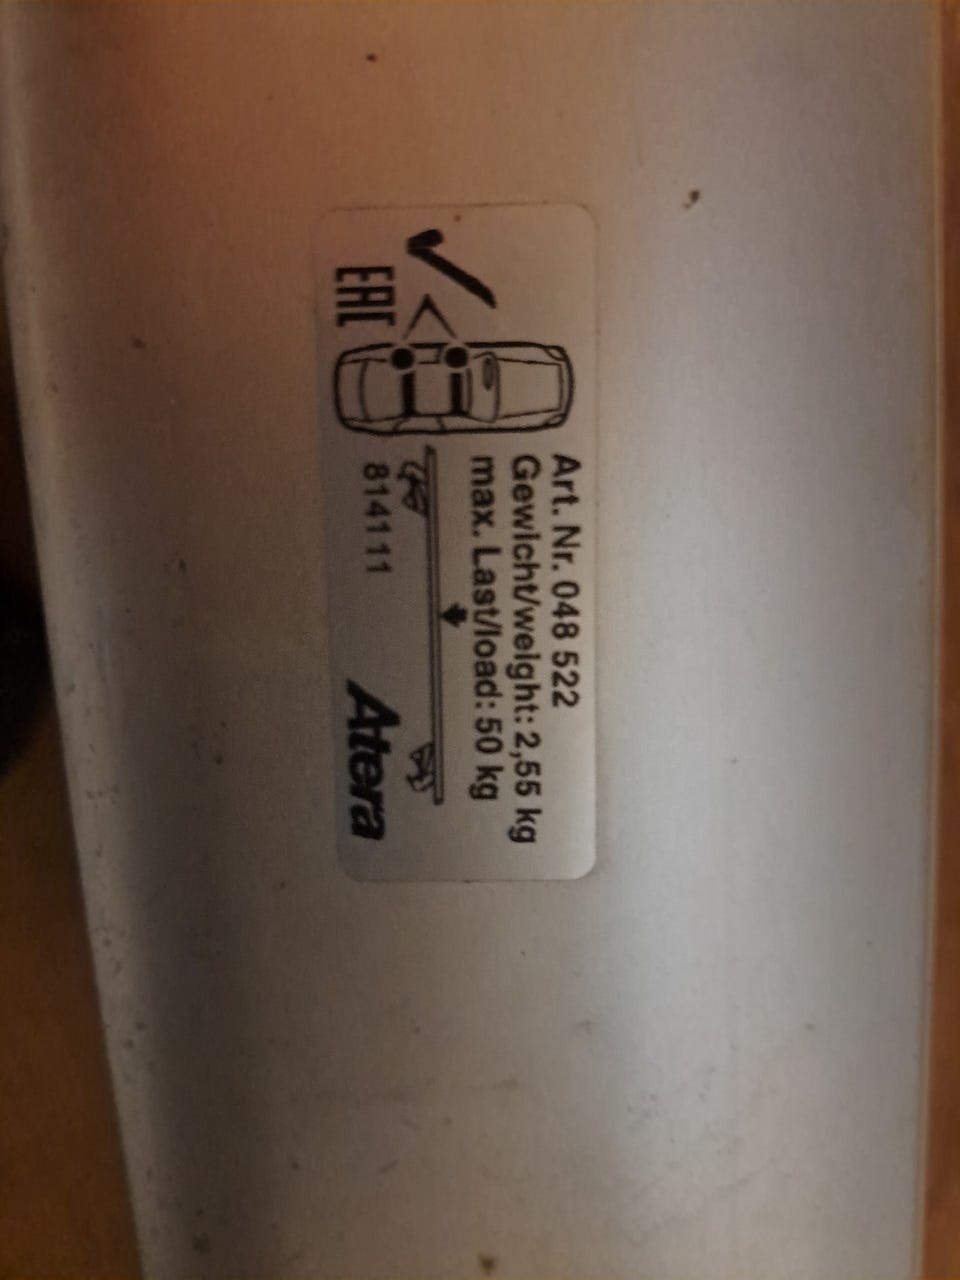 Art. Nr. 048 522
Gewicht/weight: 2,55 kg
max. Last/load: 50 kg
814111
Atera
EAC